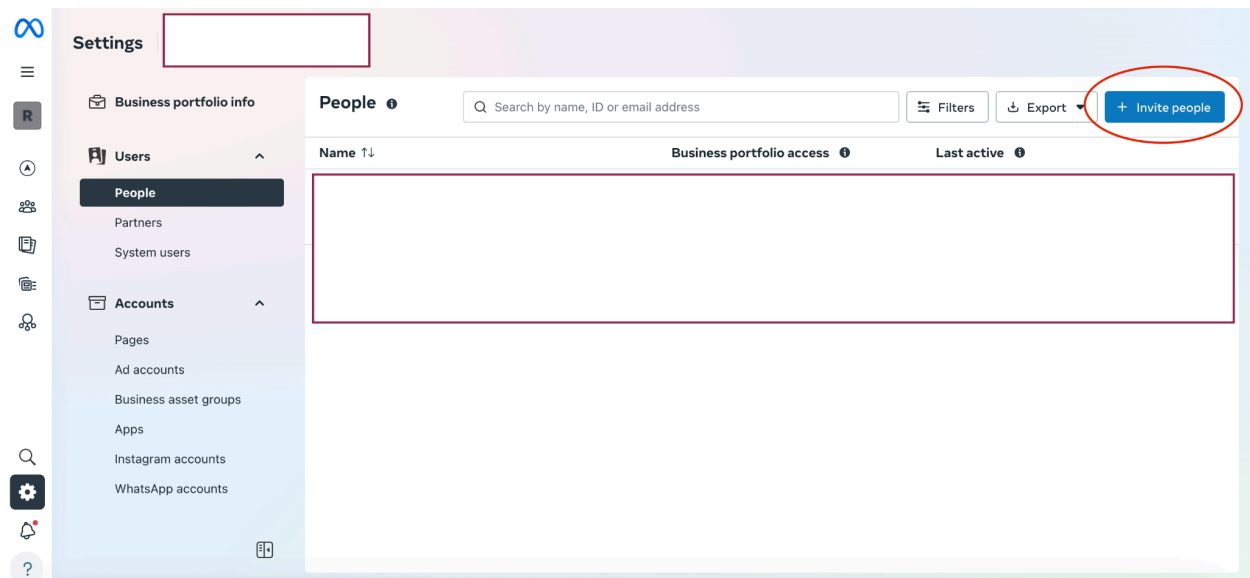 Settings
R
Business portfolio info
Users
People
Partners
System users
Accounts
Pages
Ad accounts
Business asset groups
Apps
Instagram accounts
WhatsApp accounts
?
People
Search by name, ID or email address
Filters
Export
+ Invite people
Name ↑↓ Business portfolio access Last active